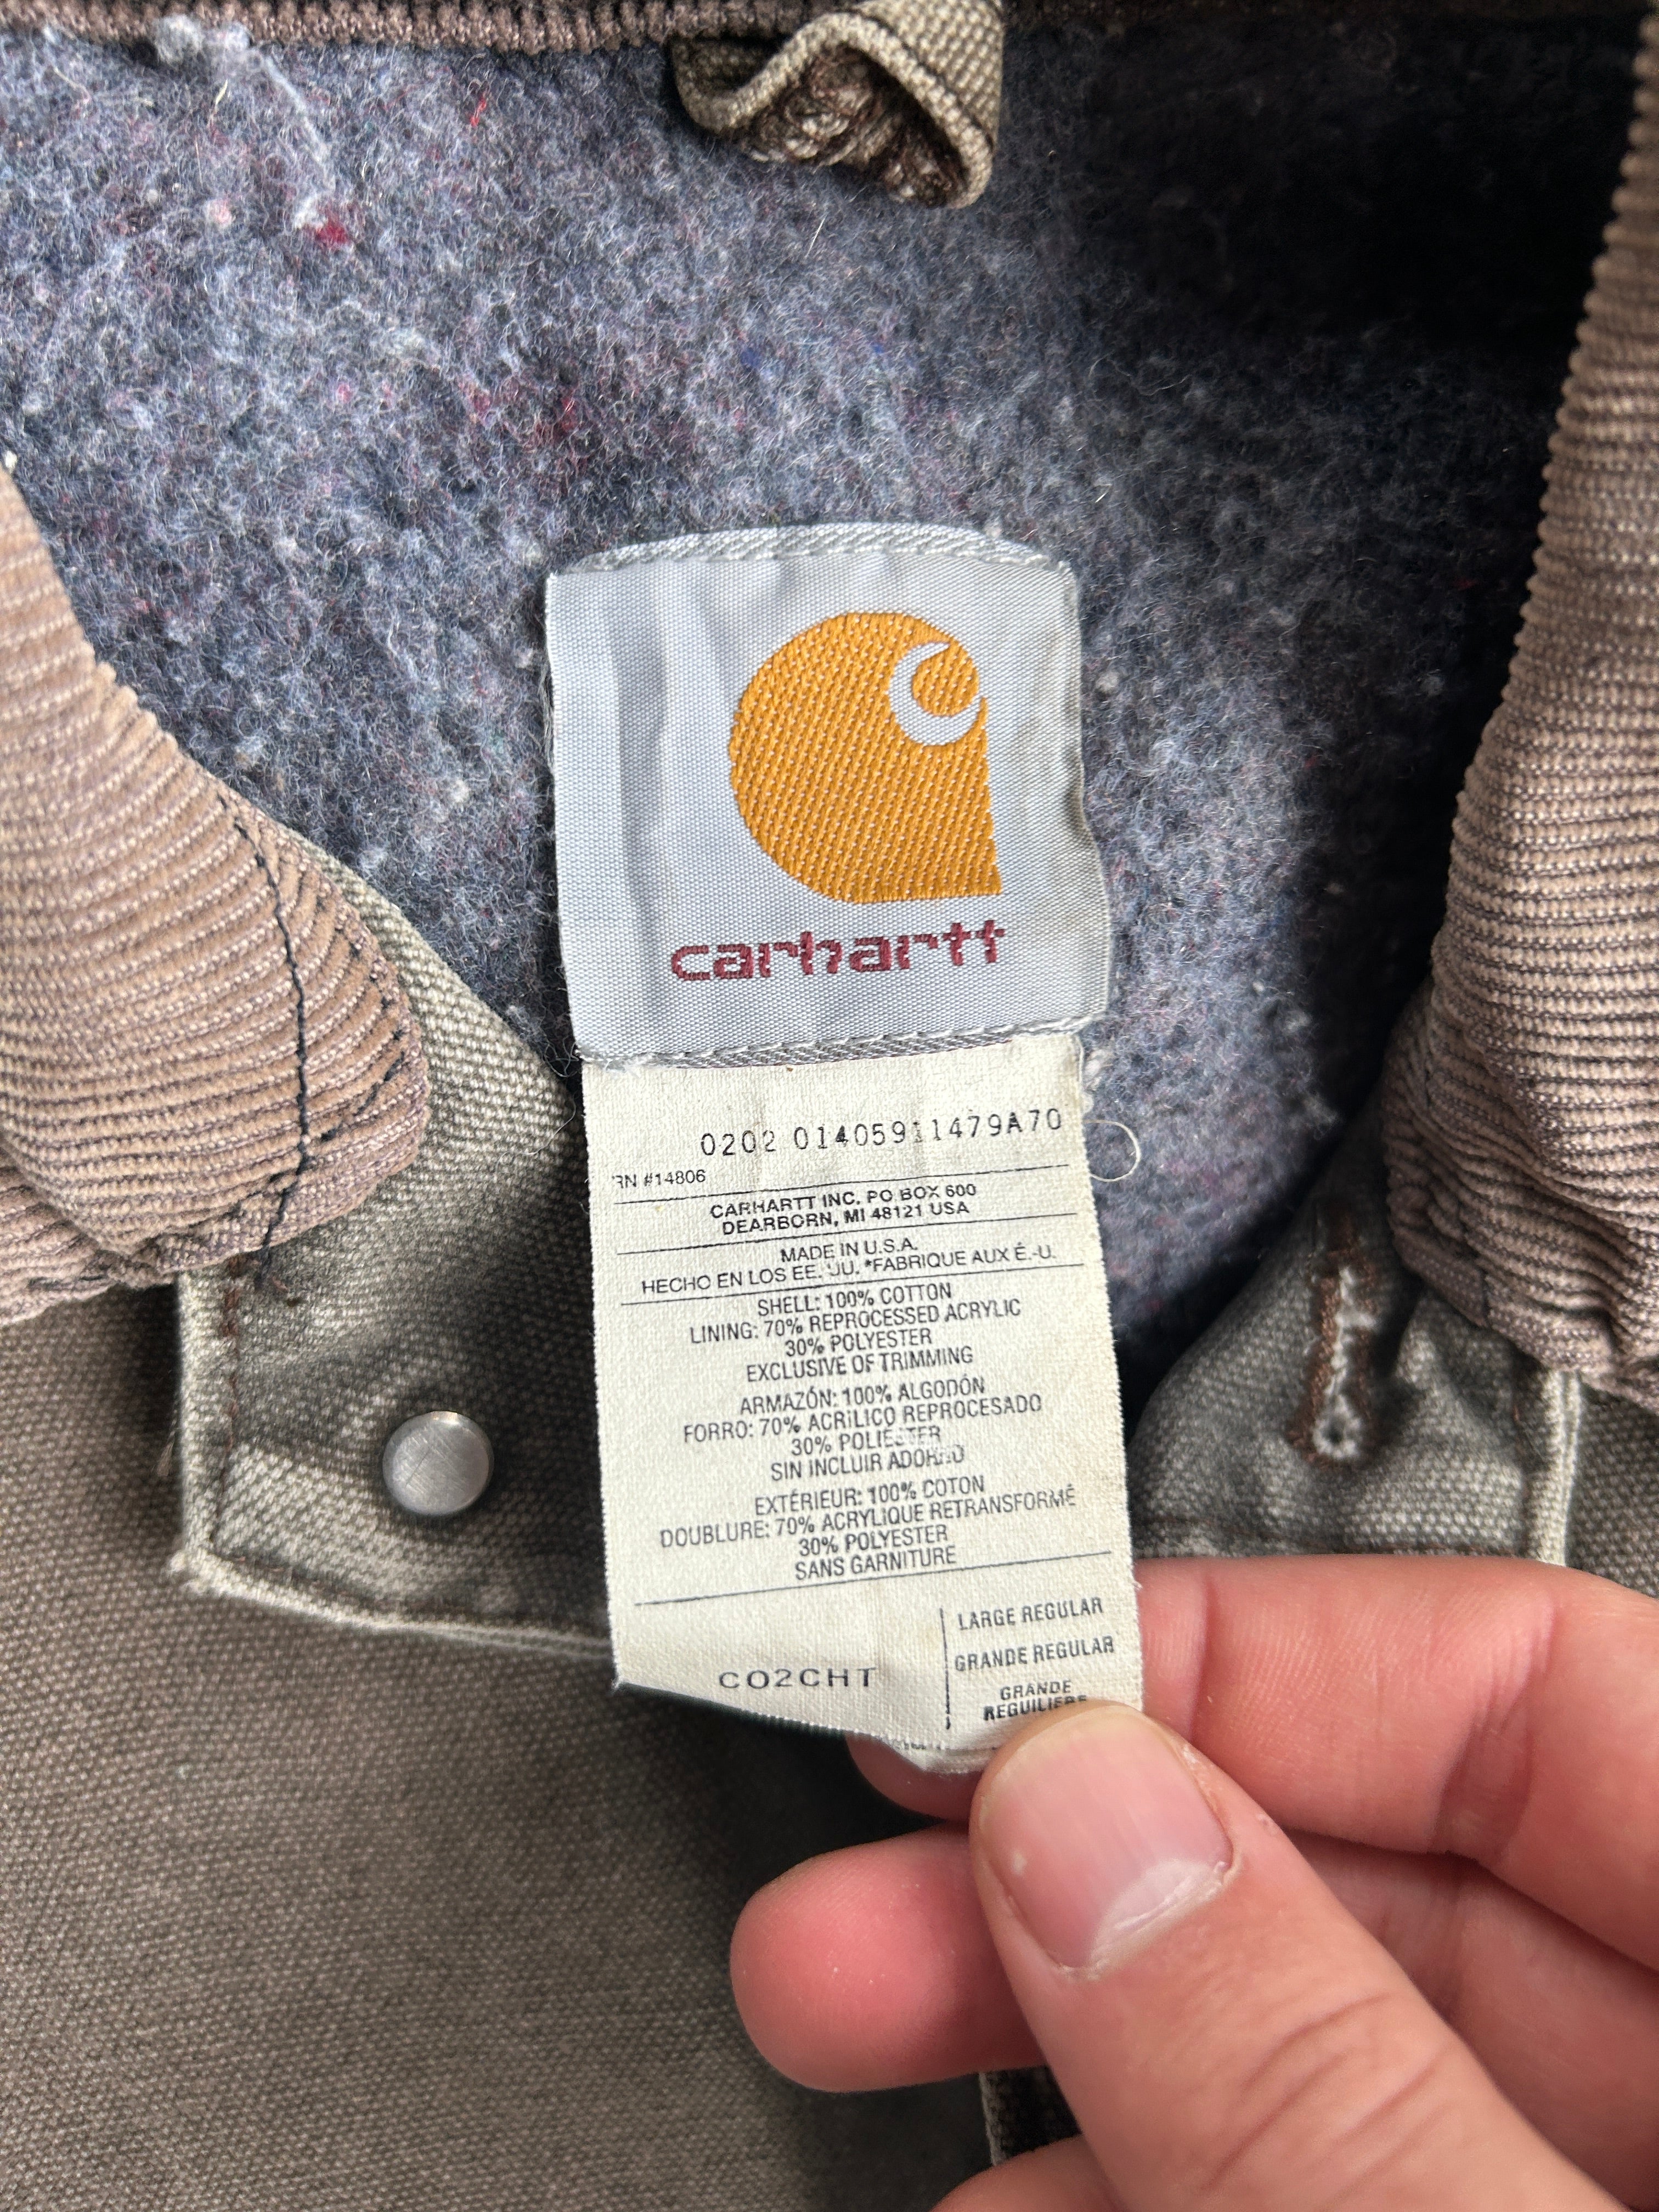 carhartt
0202 01405911479A70
RN #14806
CARHARTT INC. PO BOX 600
DEARBORN, MI 48121 USA
MADE IN U.S.A.
HECHO EN LOS EE. UU. *FABRIQUE AUX É.-U.
SHELL: 100% COTTON
LINING: 70% REPROCESSED ACRYLIC
30% POLYESTER
EXCLUSIVE OF TRIMMING
ARMAZÓN: 100% ALGODÓN
FORRO: 70% ACRÍLICO REPROCESADO
30% POLIESTER
SIN INCLUIR ADORNO
EXTÉRIEUR: 100% COTON
DOUBLURE: 70% ACRYLIQUE RETRANSFORMÉ
30% POLYESTER
SANS GARNITURE
CO2CHT
LARGE REGULAR
GRANDE REGULAR
GRANDE
REGUILIERE